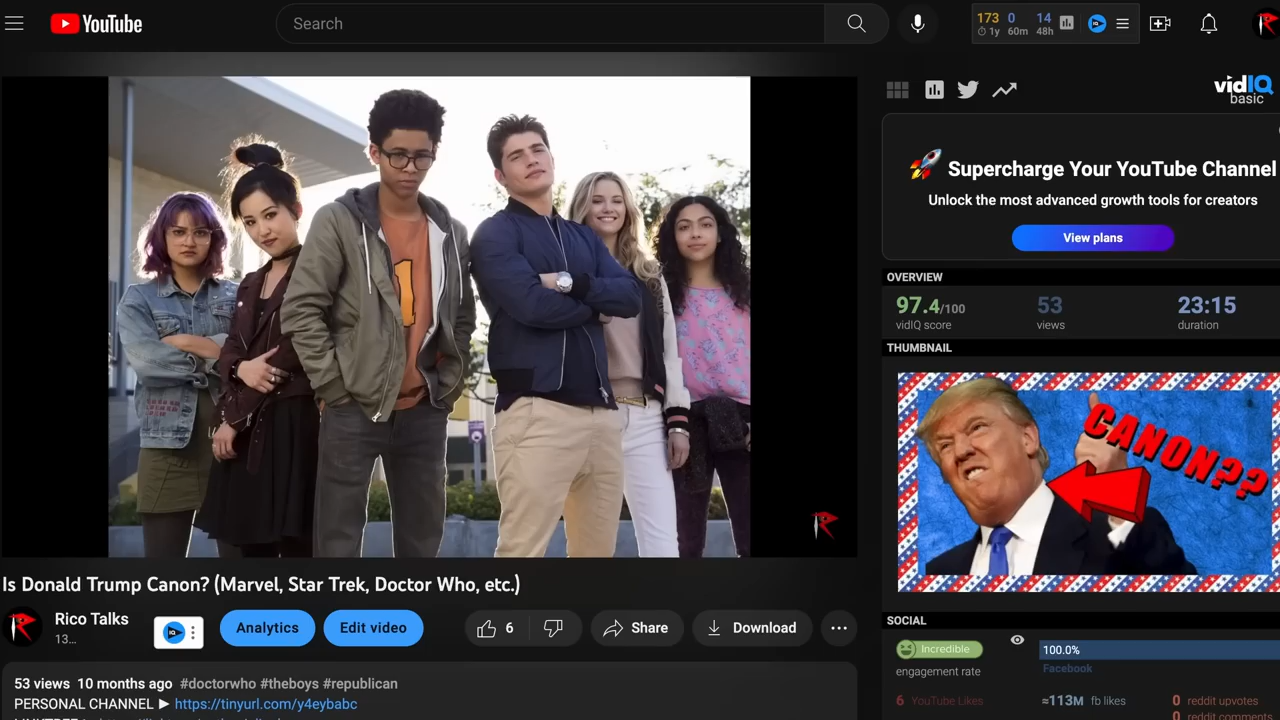 YouTube
Search
173 0 14
1y 60m 48h
vidIQ
basic
Supercharge Your YouTube Channel
Unlock the most advanced growth tools for creators
View plans
OVERVIEW
97.4/100 53 23:15
vidIQ score views duration
THUMBNAIL
CANON??
Is Donald Trump Canon? (Marvel, Star Trek, Doctor Who, etc.)
Rico Talks
13...
IQ
Analytics
Edit video
6
Share
Download
SOCIAL
Incredible
engagement rate
100.0%
Facebook
6 YouTube Likes
≈113M fb likes
0 reddit upvotes
0 reddit comments
53 views 10 months ago #doctorwho #theboys #republican
PERSONAL CHANNEL ► https://tinyurl.com/y4eybabc